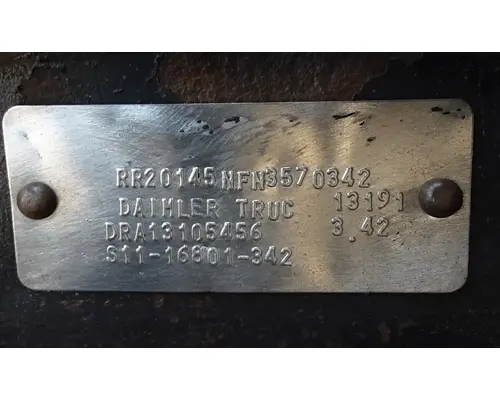 RR20145NFN3570342
DAIMLER TRUC 13191
DRA13105456 3.42
S11-16801-342